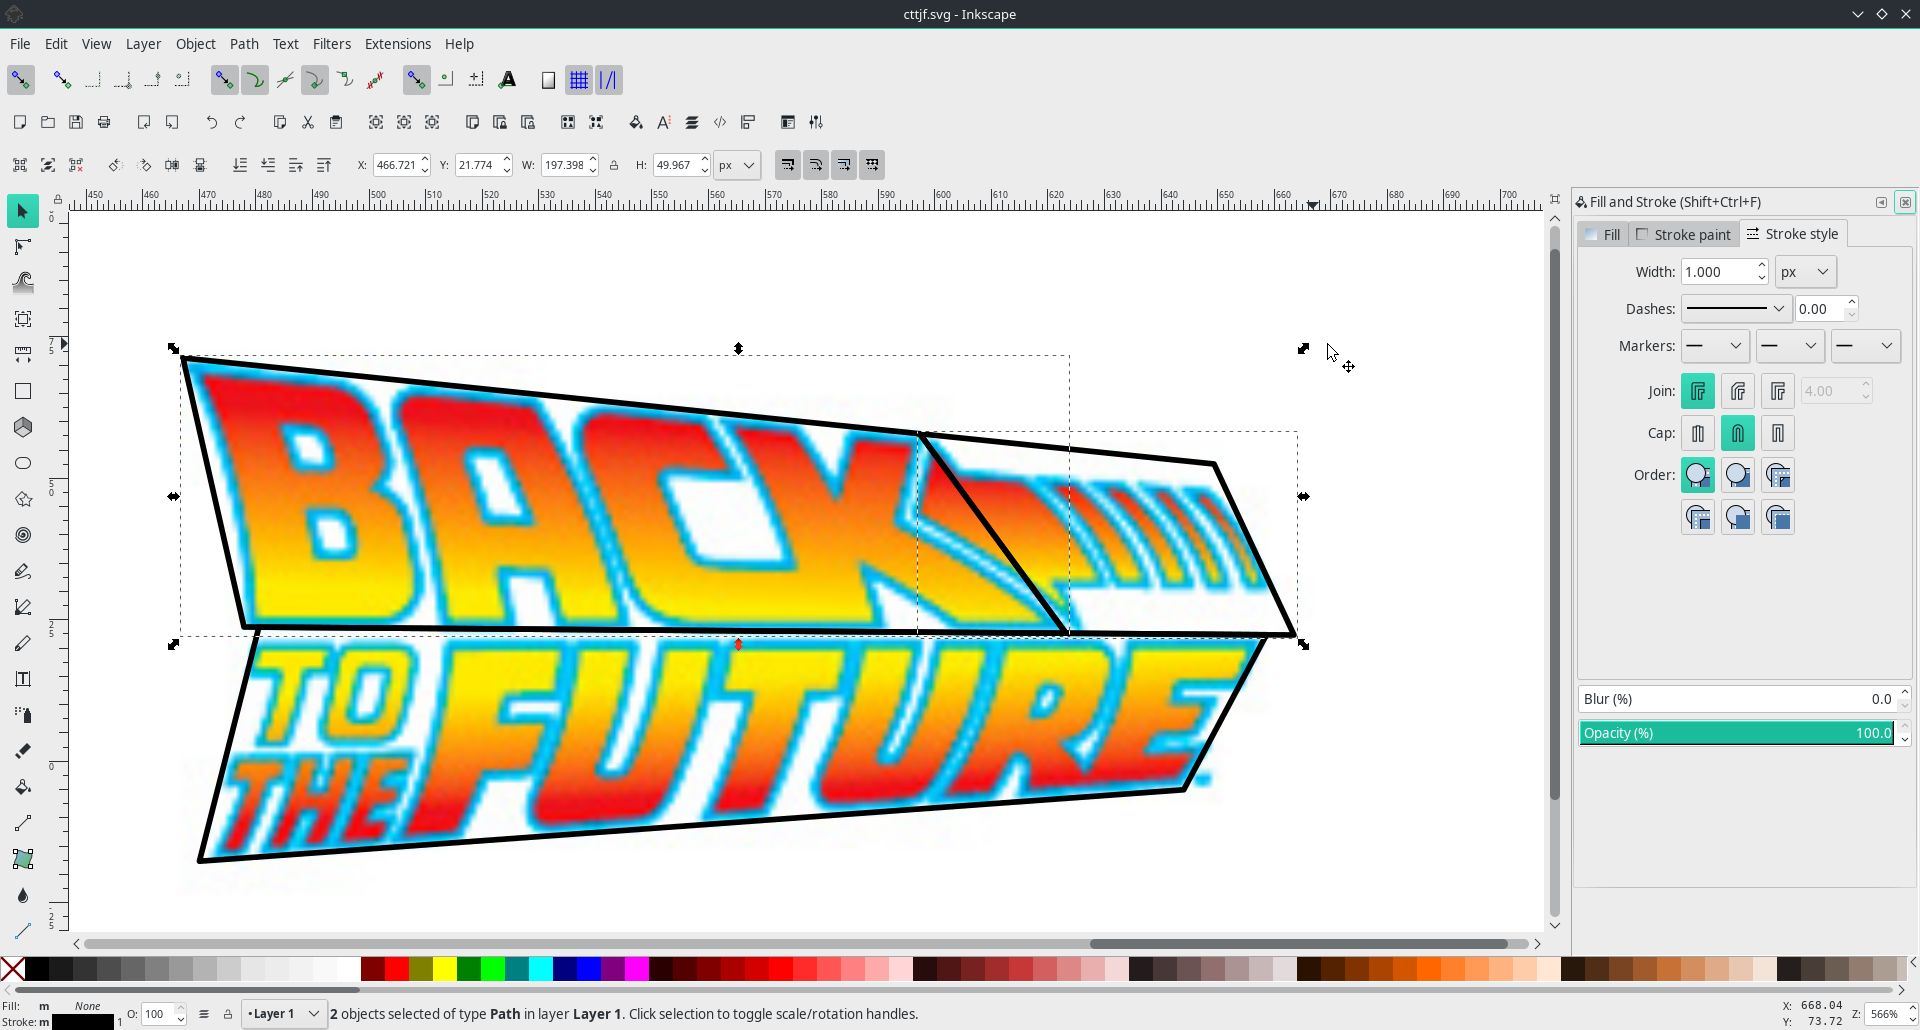 cttjf.svg - Inkscape
File Edit View Layer Object Path Text Filters Extensions Help
X: 466.721 Y: 21.774 W: 197.398 H: 49.967 px
450 460 470 480 490 500 510 520 530 540 550 560 570 580 590 600 610 620 630 640 650 660 670 680 690 700
Fill and Stroke (Shift+Ctrl+F)
Fill Stroke paint Stroke style
Width: 1.000 px
Dashes: 0.00
Markers:
Join: 4.00
Cap:
Order:
BACK
TO
THE
FUTURE
Blur (%) 0.0
Opacity (%) 100.0
Fill: m None
Stroke: m 1
O: 100
•Layer 1
2 objects selected of type Path in layer Layer 1. Click selection to toggle scale/rotation handles.
X: 668.04
Y: 73.72
Z: 566%